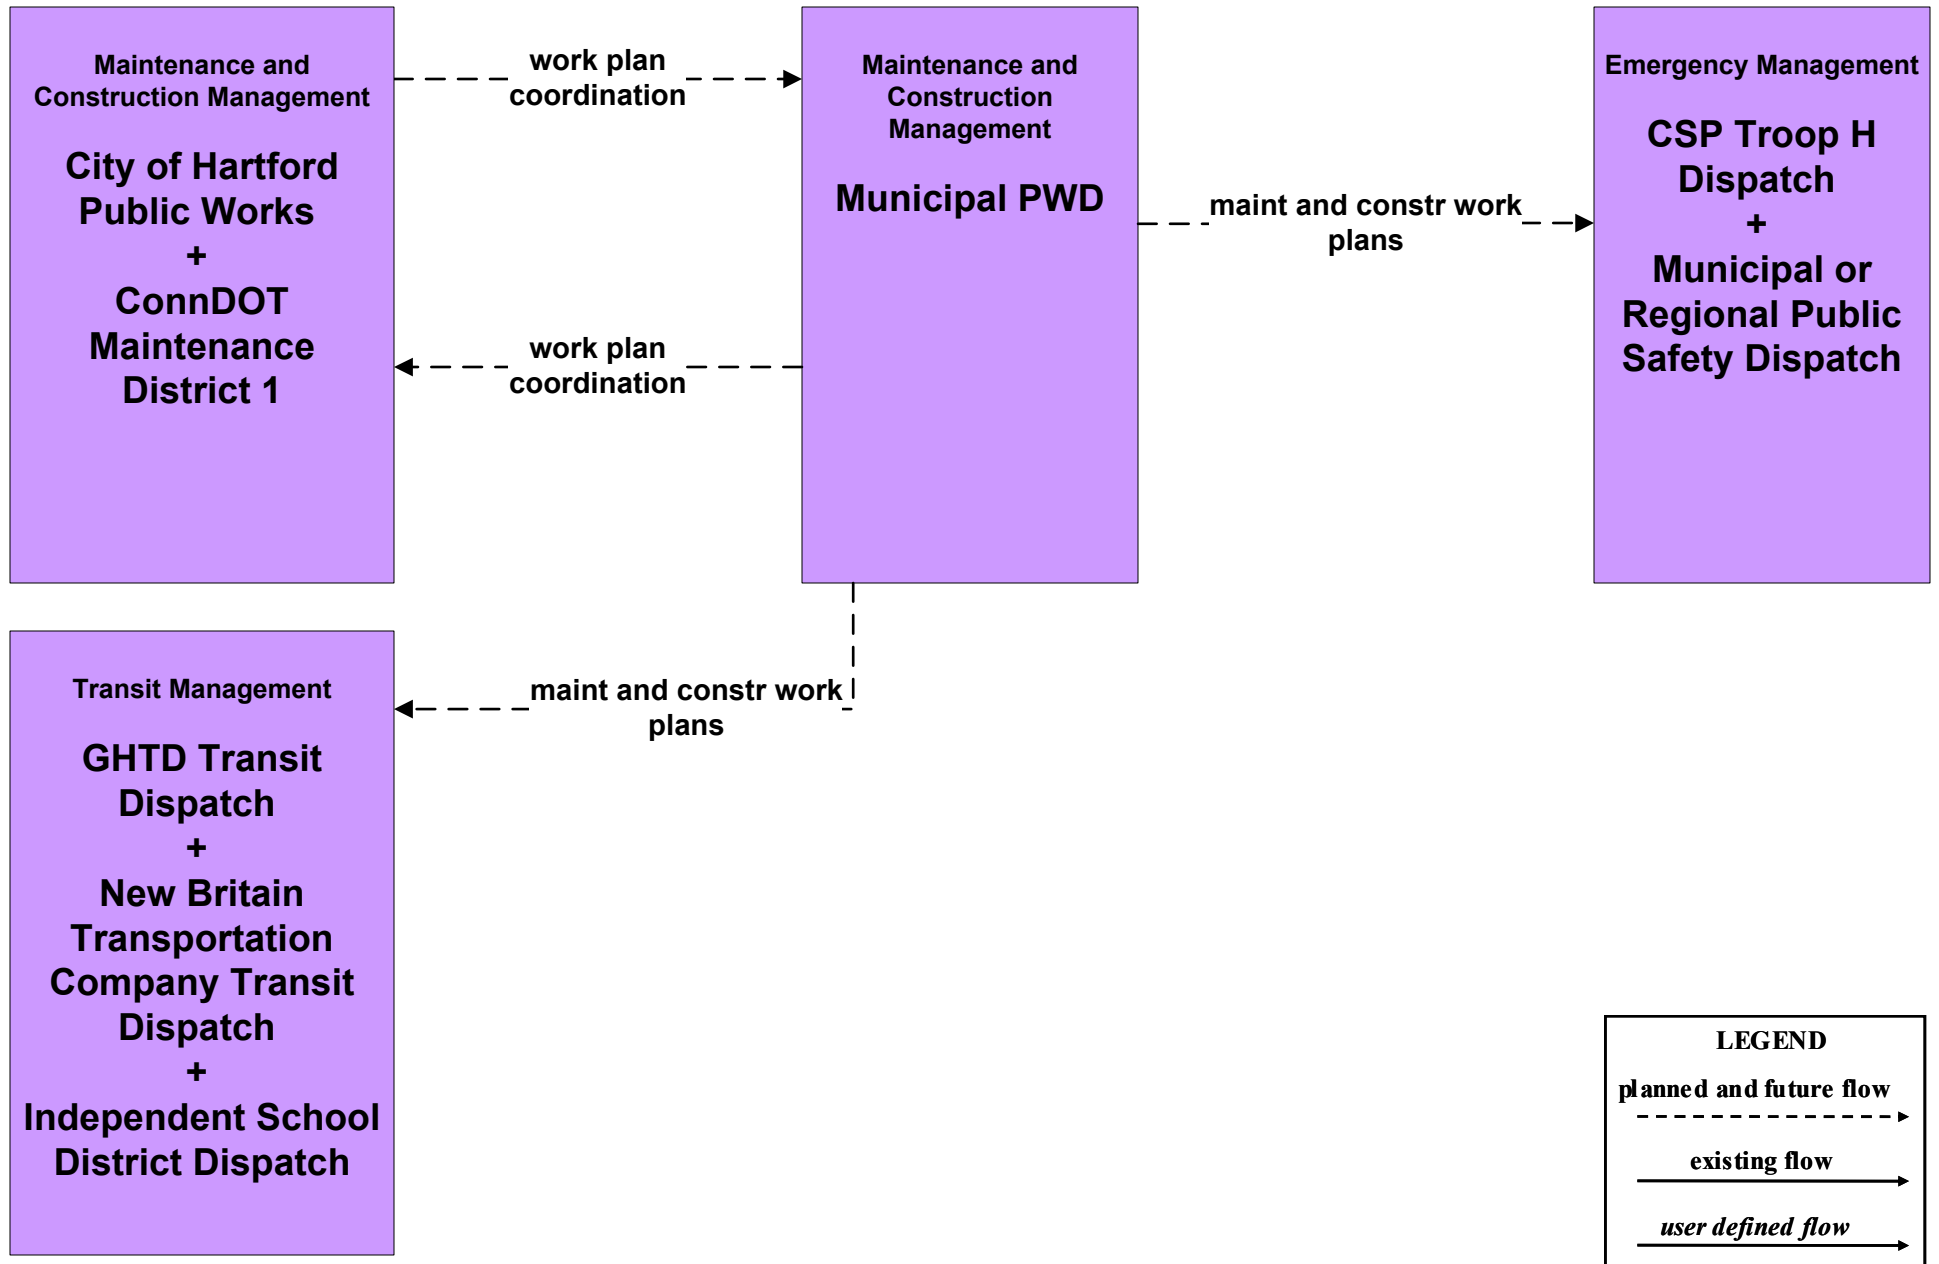 Maintenance and
Construction Management
City of Hartford
Public Works
+
ConnDOT
Maintenance
District 1
work plan
coordination
work plan
coordination
Maintenance and
Construction
Management
Municipal PWD
maint and constr work
plans
Emergency Management
CSP Troop H
Dispatch
+
Municipal or
Regional Public
Safety Dispatch
Transit Management
GHTD Transit
Dispatch
+
New Britain
Transportation
Company Transit
Dispatch
+
Independent School
District Dispatch
maint and constr work
plans
LEGEND
planned and future flow
existing flow
user defined flow